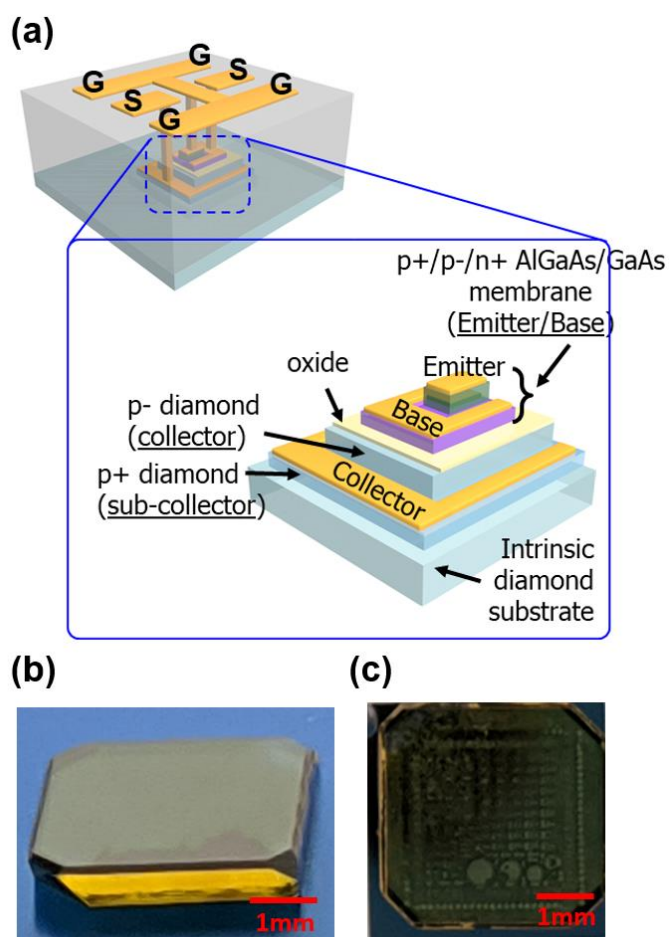 (a)
G
G
S
S
G
G
p+/p-/n+ AlGaAs/GaAs
membrane
(Emitter/Base)
oxide
Emitter
p- diamond
(collector)
Base
p+ diamond
(sub-collector)
Collector
Intrinsic
diamond
substrate
(b)
(c)
1mm
1mm